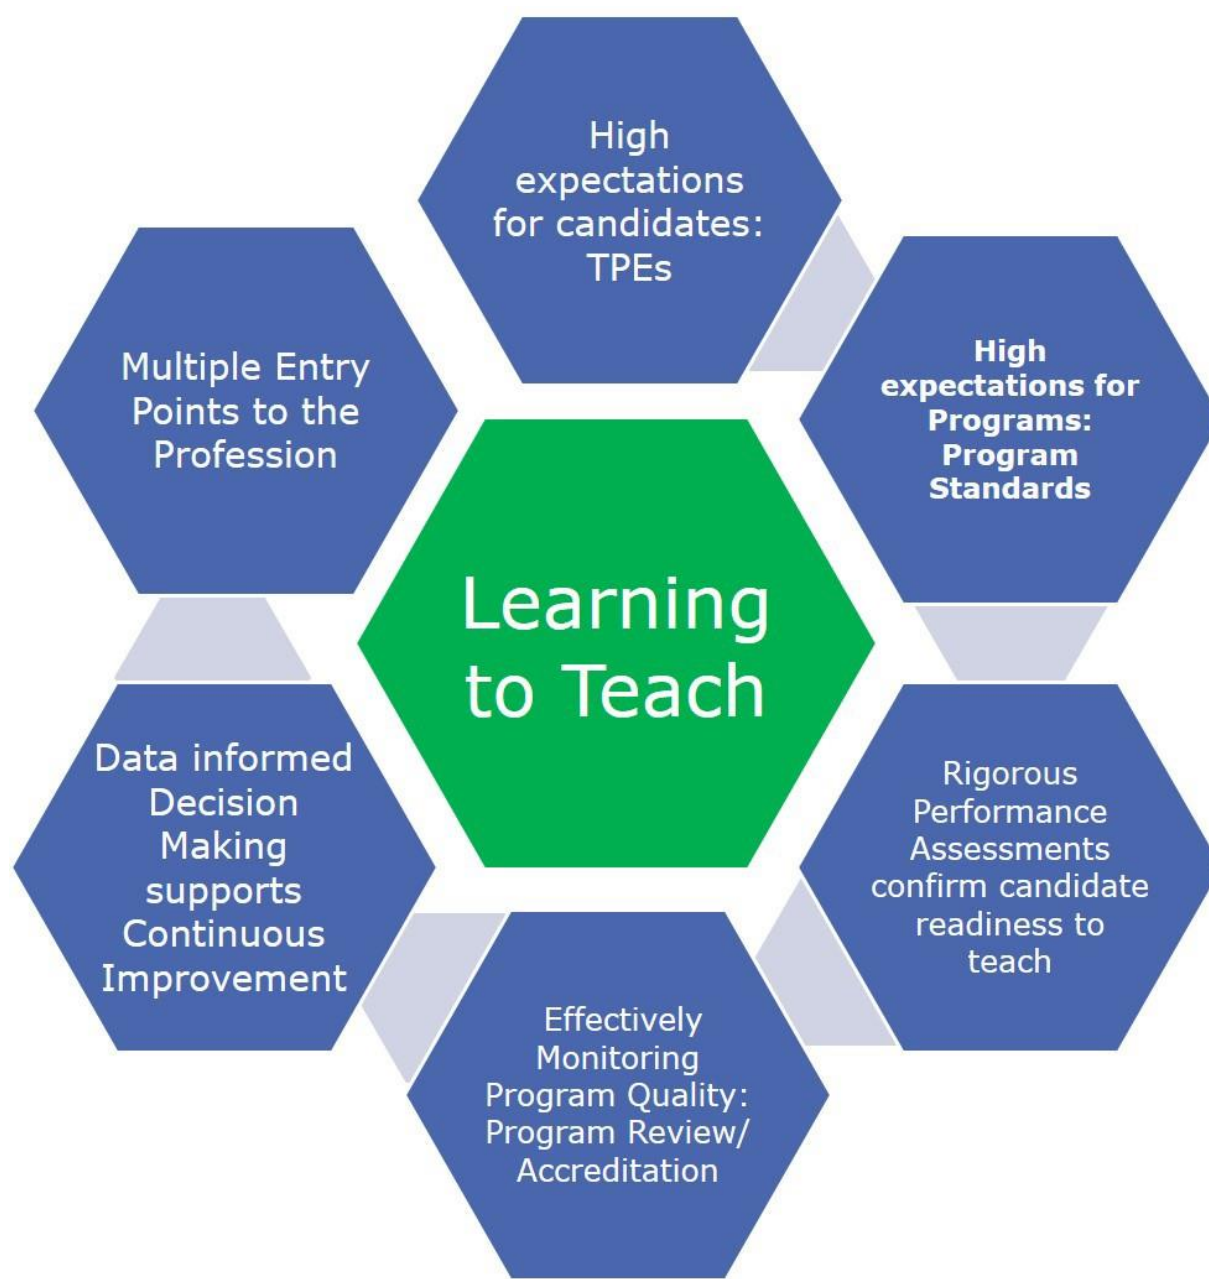 High
expectations
for candidates:
TPEs
High
expectations for
Programs:
Program
Standards
Rigorous
Performance
Assessments
confirm candidate
readiness to
teach
Effectively
Monitoring
Program Quality:
Program Review/
Accreditation
Data informed
Decision
Making
supports
Continuous
Improvement
Multiple Entry
Points to the
Profession
Learning
to Teach